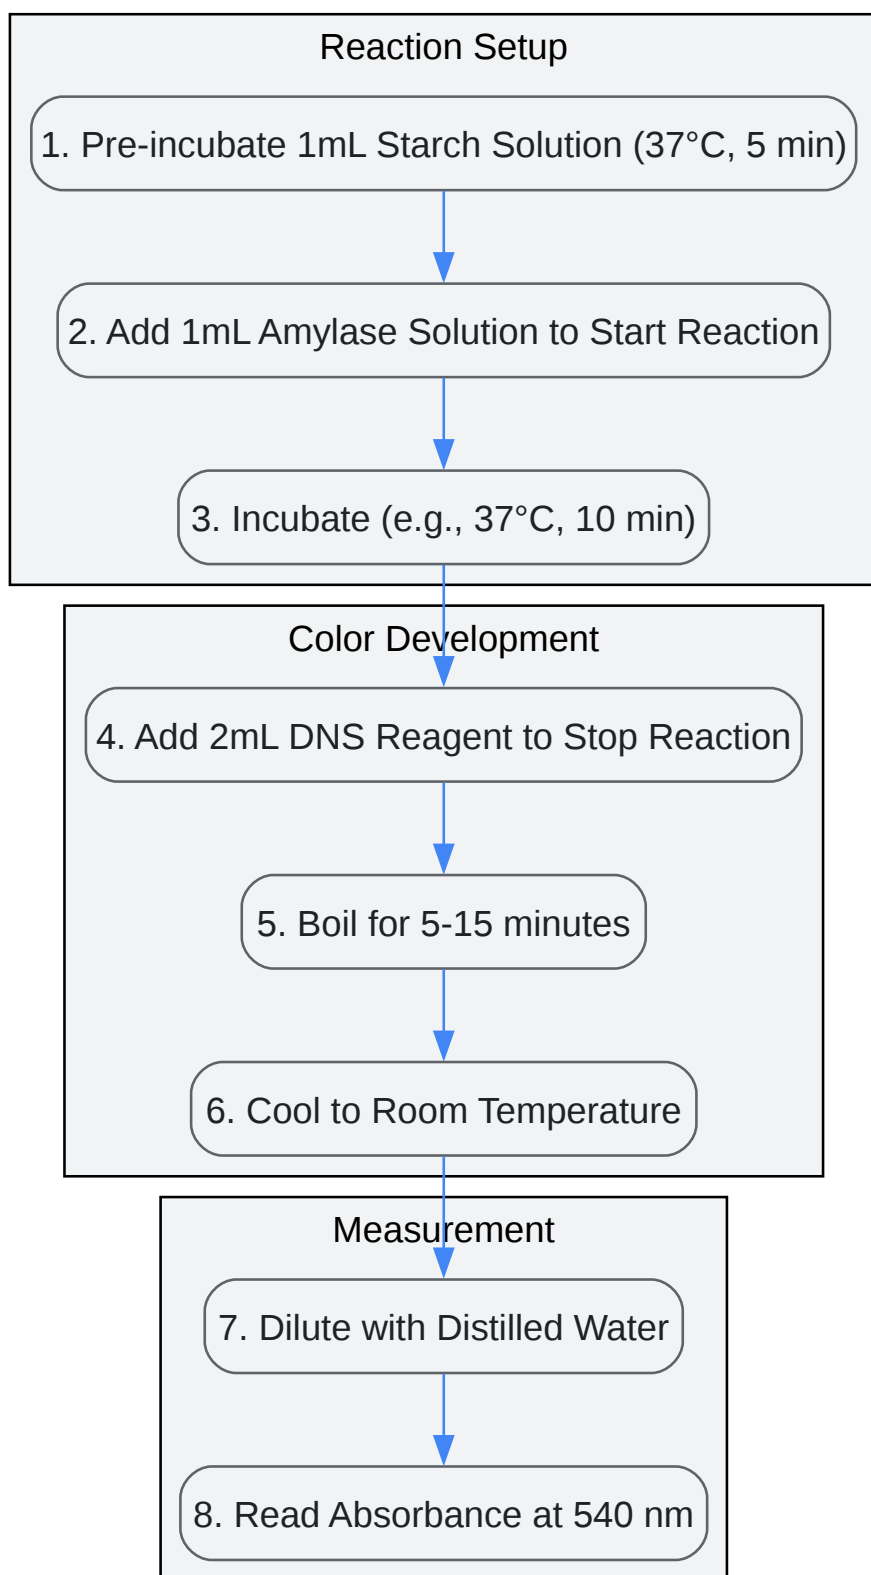 Reaction Setup
1. Pre-incubate 1mL Starch Solution (37°C, 5 min)
2. Add 1mL Amylase Solution to Start Reaction
3. Incubate (e.g., 37°C, 10 min)
Color Development
4. Add 2mL DNS Reagent to Stop Reaction
5. Boil for 5-15 minutes
6. Cool to Room Temperature
Measurement
7. Dilute with Distilled Water
8. Read Absorbance at 540 nm